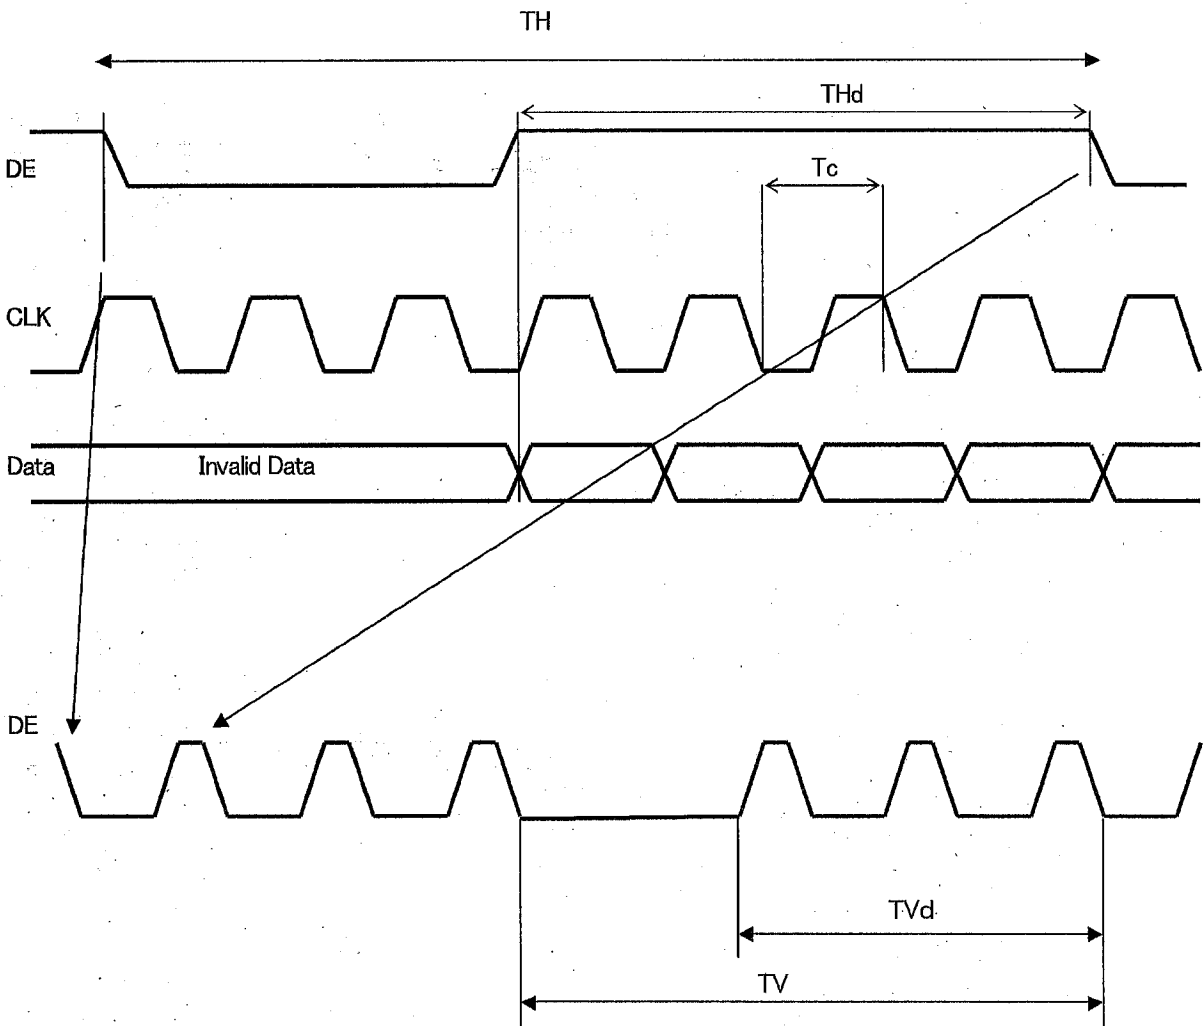 TH
THd
DE
Tc
CLK
Data
Invalid Data
DE
TVd
TV